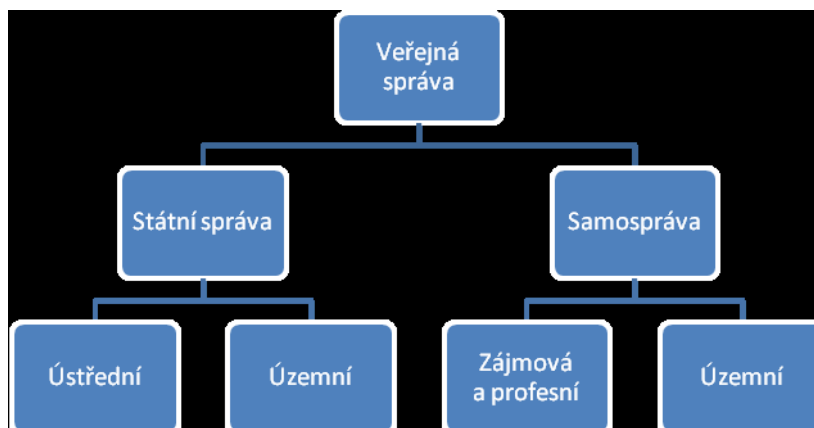 Veřejná
správa
Státní správa
Samospráva
Ústřední
Územní
Zájmová
a profesní
Územní